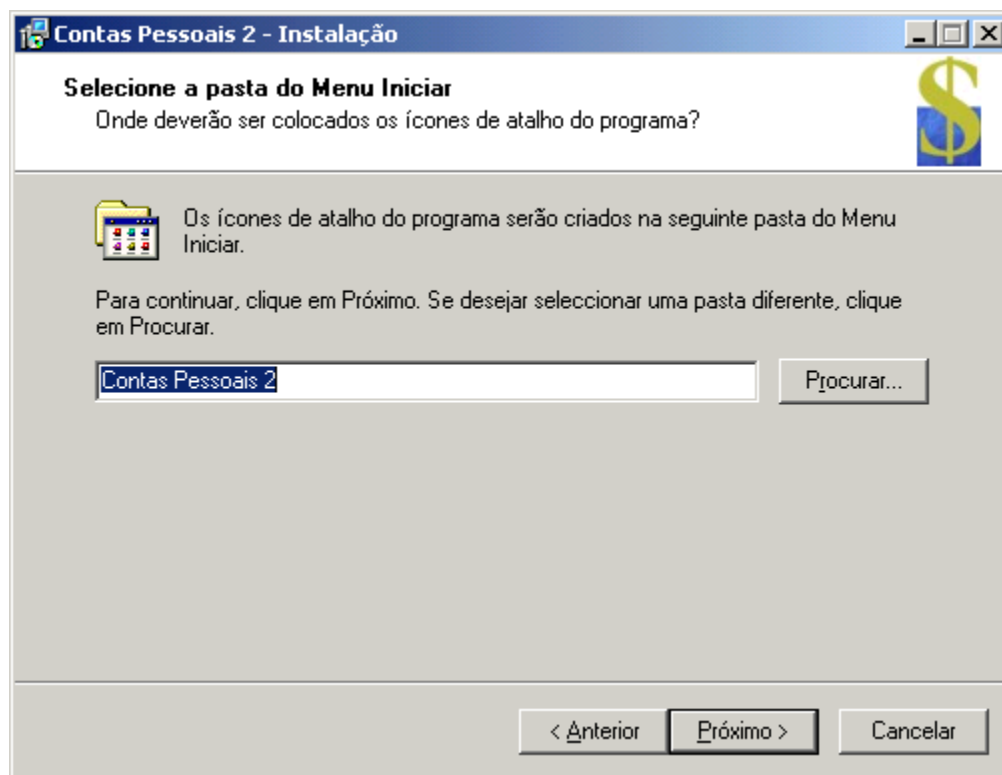 Contas Pessoais 2 - Instalação
Selecione a pasta do Menu Iniciar
Onde deverão ser colocados os ícones de atalho do programa?
Os ícones de atalho do programa serão criados na seguinte pasta do Menu
Iniciar.
Para continuar, clique em Próximo. Se desejar seleccionar uma pasta diferente, clique
em Procurar.
Contas Pessoais 2
Procurar...
< Anterior
Próximo >
Cancelar